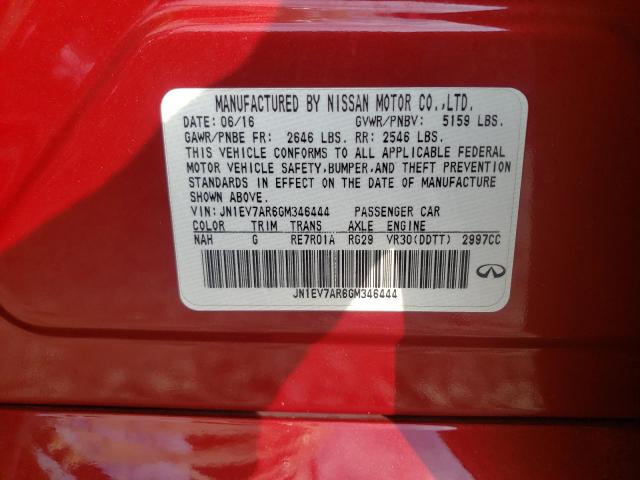 MANUFACTURED BY NISSAN MOTOR CO.,LTD.
DATE: 06/16 GVWR/PNBV: 5159 LBS.
GAWR/PNBE FR: 2646 LBS. RR: 2546 LBS.
THIS VEHICLE CONFORMS TO ALL APPLICABLE FEDERAL
MOTOR VEHICLE SAFETY,BUMPER,AND THEFT PREVENTION
STANDARDS IN EFFECT ON THE DATE OF MANUFACTURE
SHOWN ABOVE.
VIN: JN1EV7AR6GM346444 PASSENGER CAR
COLOR TRIM TRANS AXLE ENGINE
NAH G RE7R01A RG29 VR30(DDTT) 2997CC
JN1EV7AR6GM346444